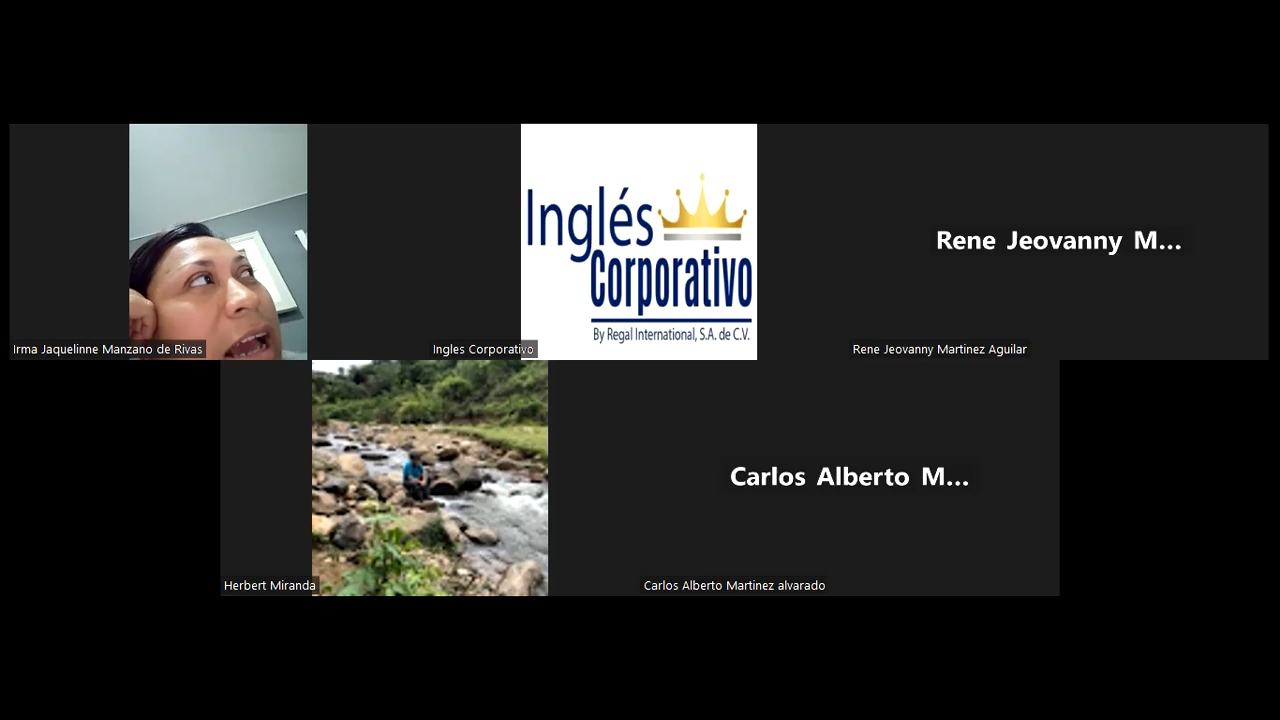 Inglés
Corporativo
By Regal International, S.A. de C.V.
Rene Jeovanny M...
Irma Jaquelinne Manzano de Rivas
Ingles Corporativo
Rene Jeovanny Martinez Aguilar
Carlos Alberto M...
Herbert Miranda
Carlos Alberto Martinez alvarado